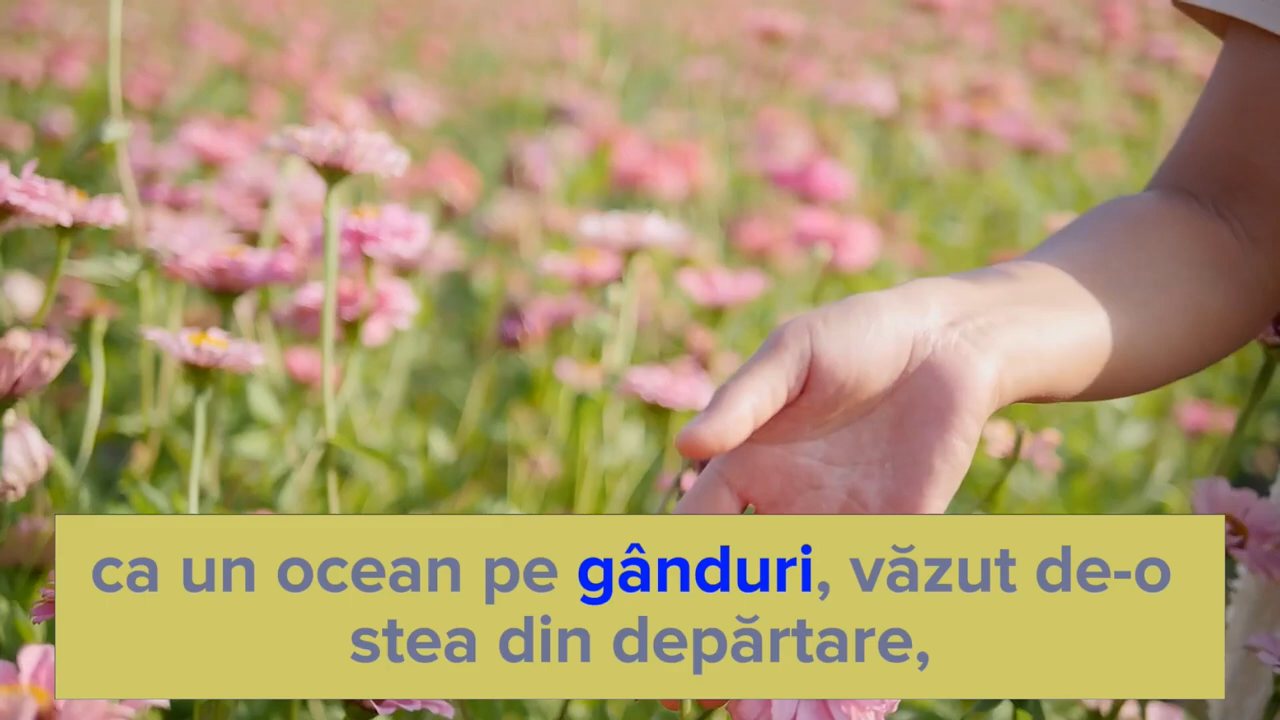 ca un ocean pe gânduri, văzut de-o
stea din depărtare,